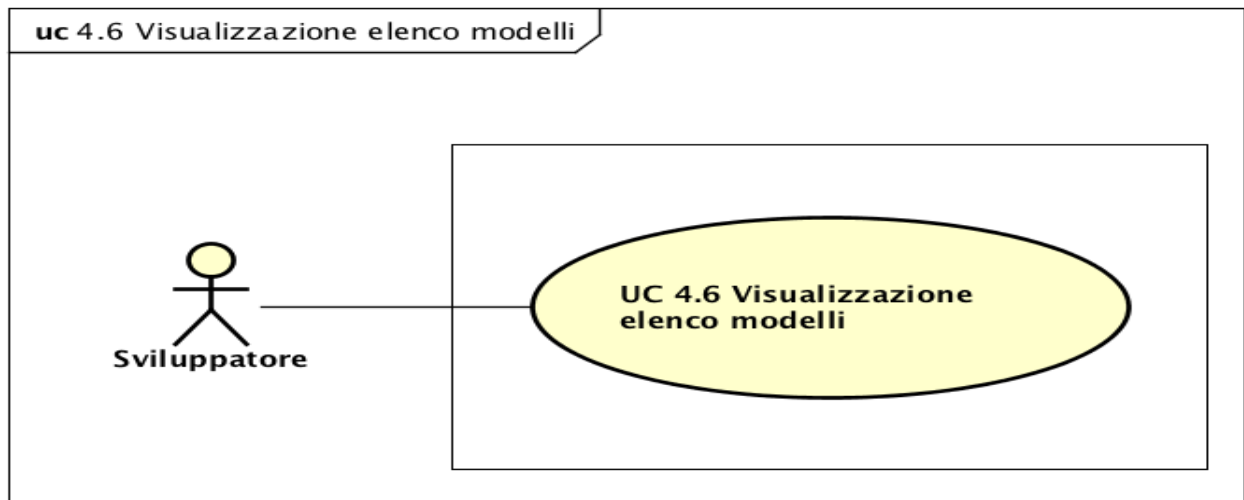 uc 4.6 Visualizzazione elenco modelli
UC 4.6 Visualizzazione
elenco modelli
Sviluppatore